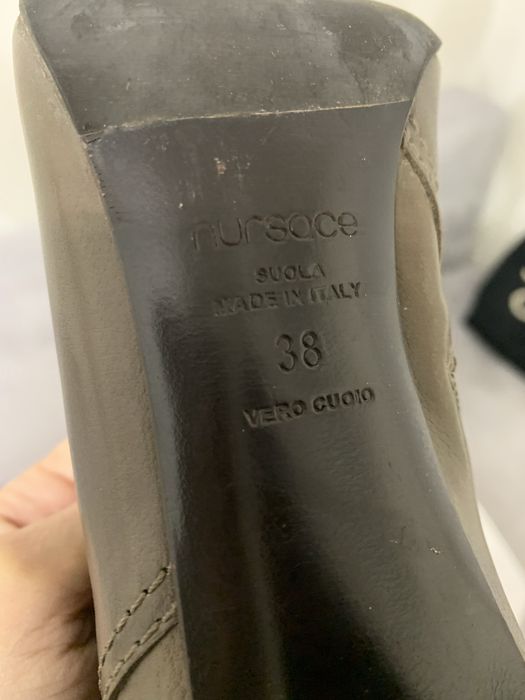 nursace
SUOLA
MADE IN ITALY
38
VERO CUOIO